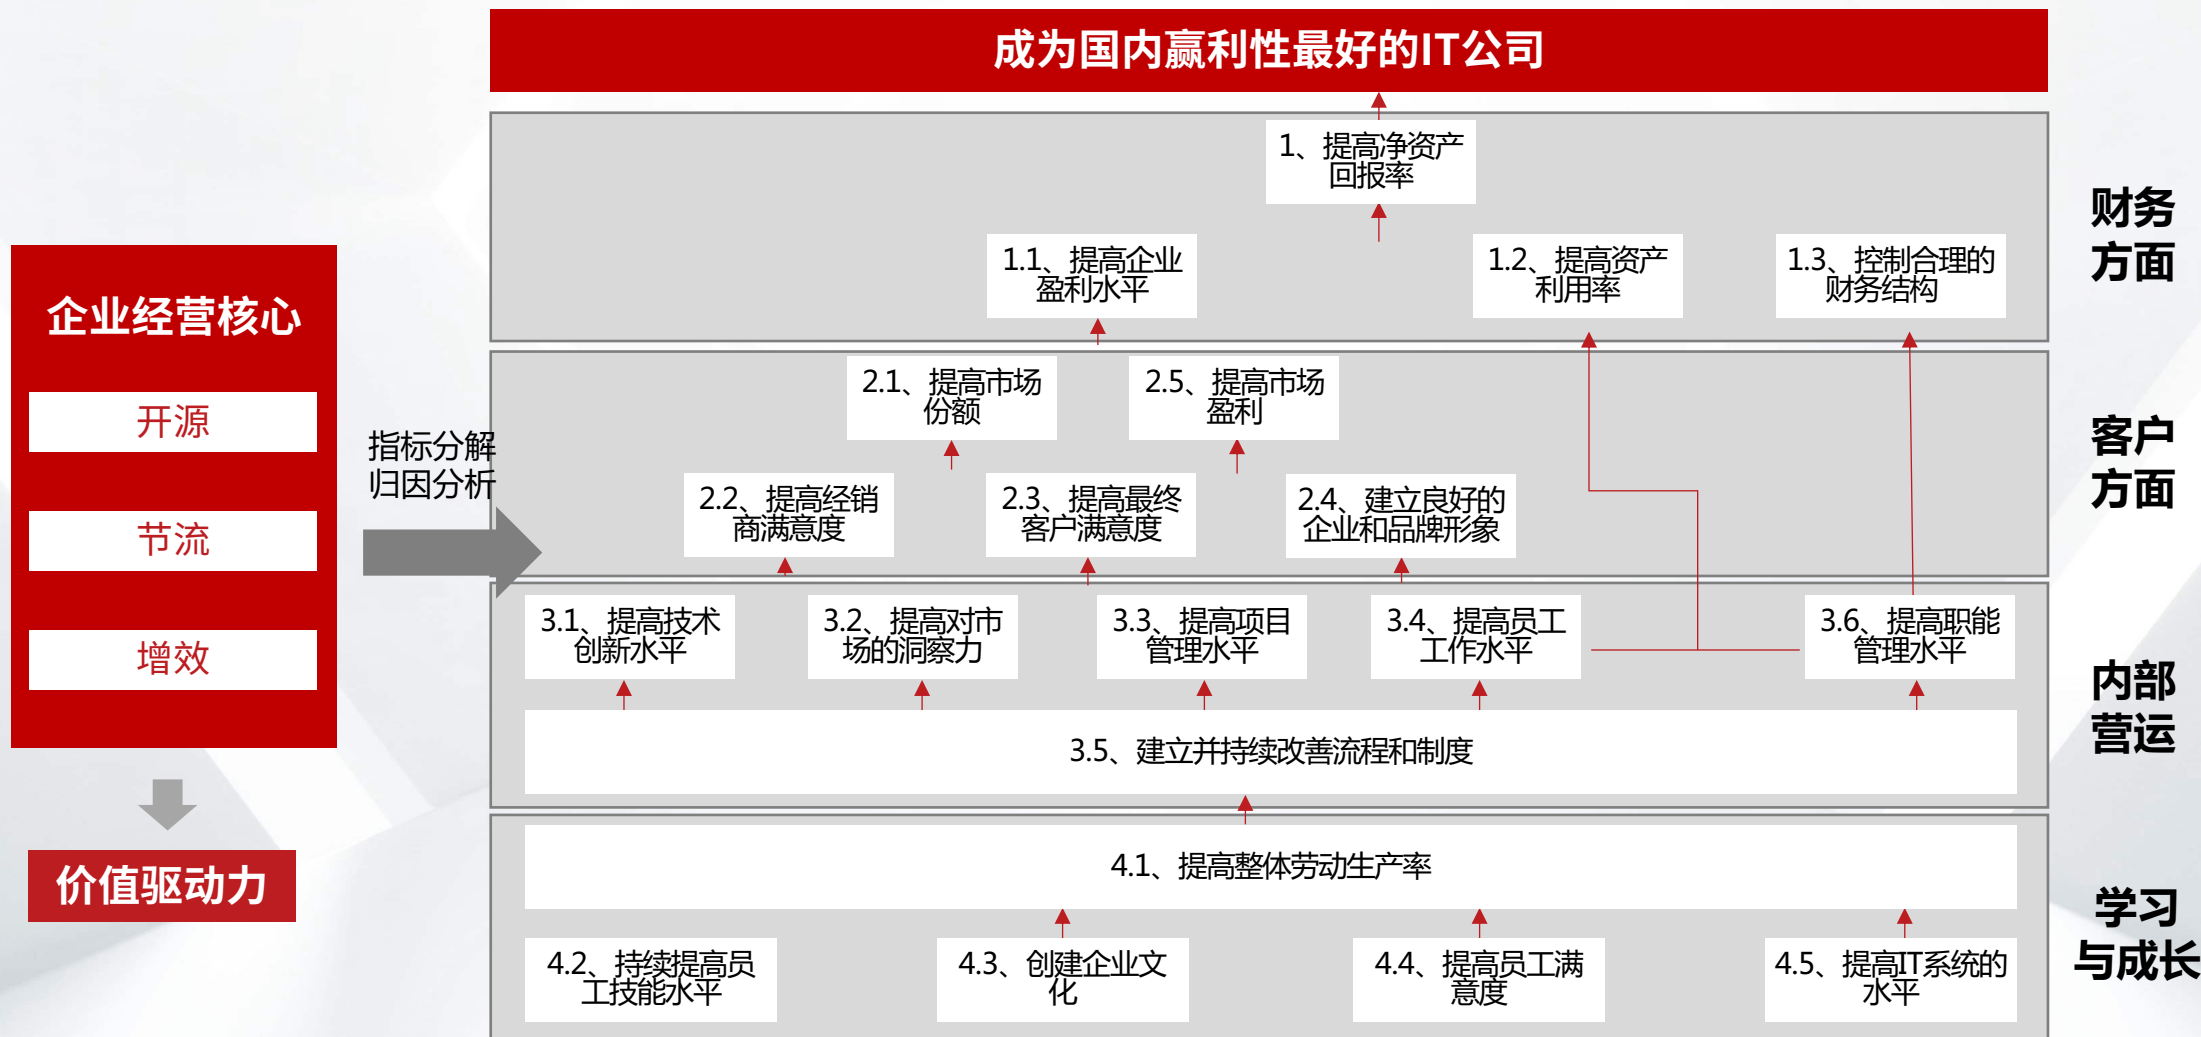 成为国内赢利性最好的IT公司
1、提高净资产
回报率
1.1、提高企业
盈利水平
1.2、提高资产
利用率
1.3、控制合理的
财务结构
财务
方面
企业经营核心
开源
节流
增效
价值驱动力
指标分解
归因分析
2.1、提高市场
份额
2.5、提高市场
盈利
2.2、提高经销
商满意度
2.3、提高最终
客户满意度
2.4、建立良好的
企业和品牌形象
客户
方面
3.1、提高技术
创新水平
3.2、提高对市
场的洞察力
3.3、提高项目
管理水平
3.4、提高员工
工作水平
3.6、提高职能
管理水平
3.5、建立并持续改善流程和制度
内部
营运
4.1、提高整体劳动生产率
4.2、持续提高员
工技能水平
4.3、创建企业文
化
4.4、提高员工满
意度
4.5、提高IT系统的
水平
学习
与成长